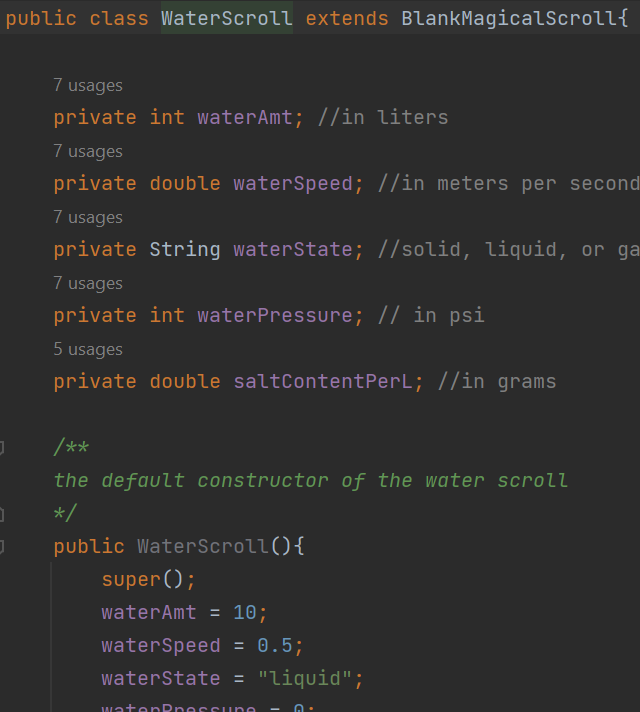 public class WaterScroll extends BlankMagicalScroll{
7 usages
private int waterAmt; //in liters
7 usages
private double waterSpeed; //in meters per second
7 usages
private String waterState; //solid, liquid, or ga
7 usages
private int waterPressure; // in psi
5 usages
private double saltContentPerL; //in grams
/**
the default constructor of the water scroll
*/
public WaterScroll(){
super();
waterAmt = 10;
waterSpeed = 0.5;
waterState = "liquid";
waterPressure = 0;